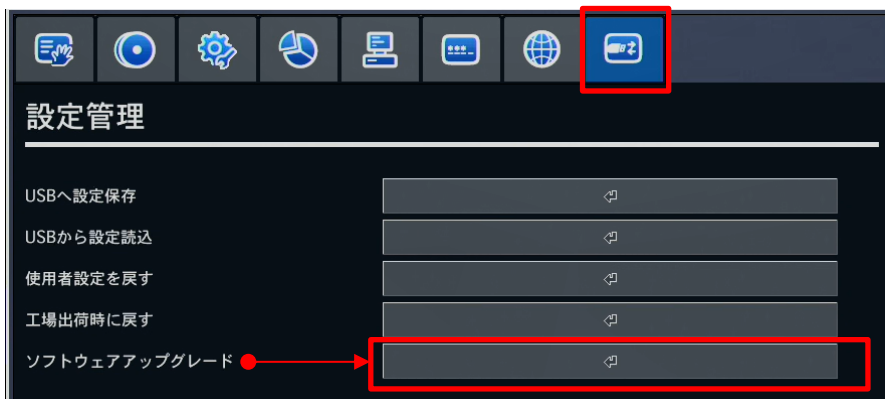 設定管理
USBへ設定保存
USBから設定読込
使用者設定を戻す
工場出荷時に戻す
ソフトウェアアップグレード